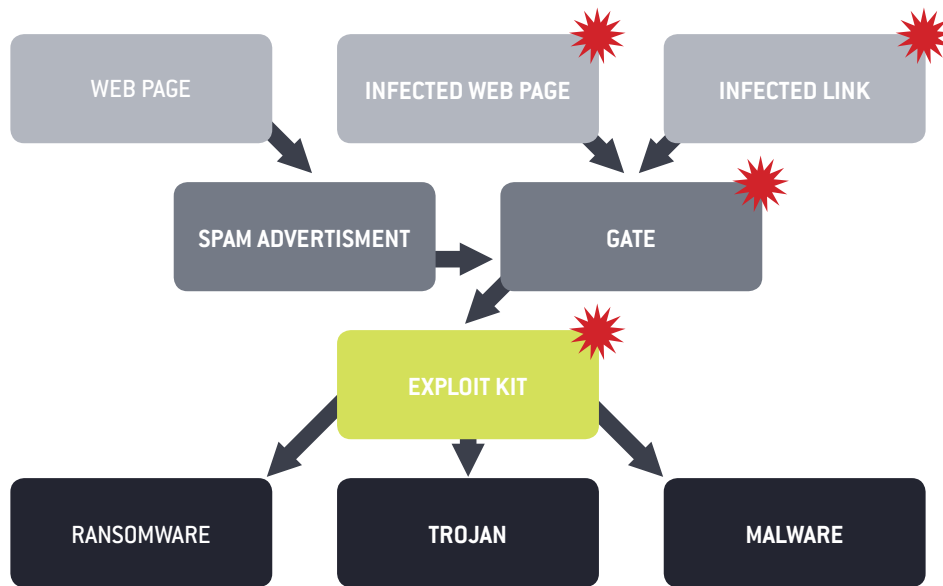 WEB PAGE
INFECTED WEB PAGE
INFECTED LINK
SPAM ADVERTISMENT
GATE
EXPLOIT KIT
RANSOMWARE
TROJAN
MALWARE